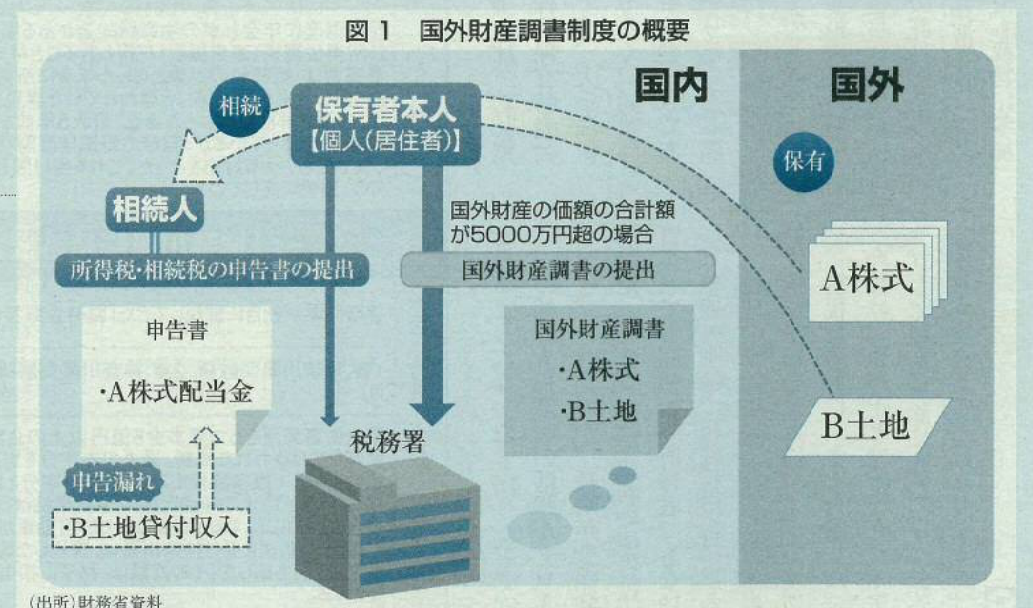 図1 国外財産調書制度の概要
国内
国外
相続
保有者本人
【個人(居住者)】
保有
相続人
国外財産の価額の合計額
が5000万円超の場合
所得税・相続税の申告書の提出
国外財産調書の提出
A株式
申告書
・A株式配当金
国外財産調書
・A株式
・B土地
B土地
税務署
申告漏れ
・B土地貸付収入
(出所)財務省資料